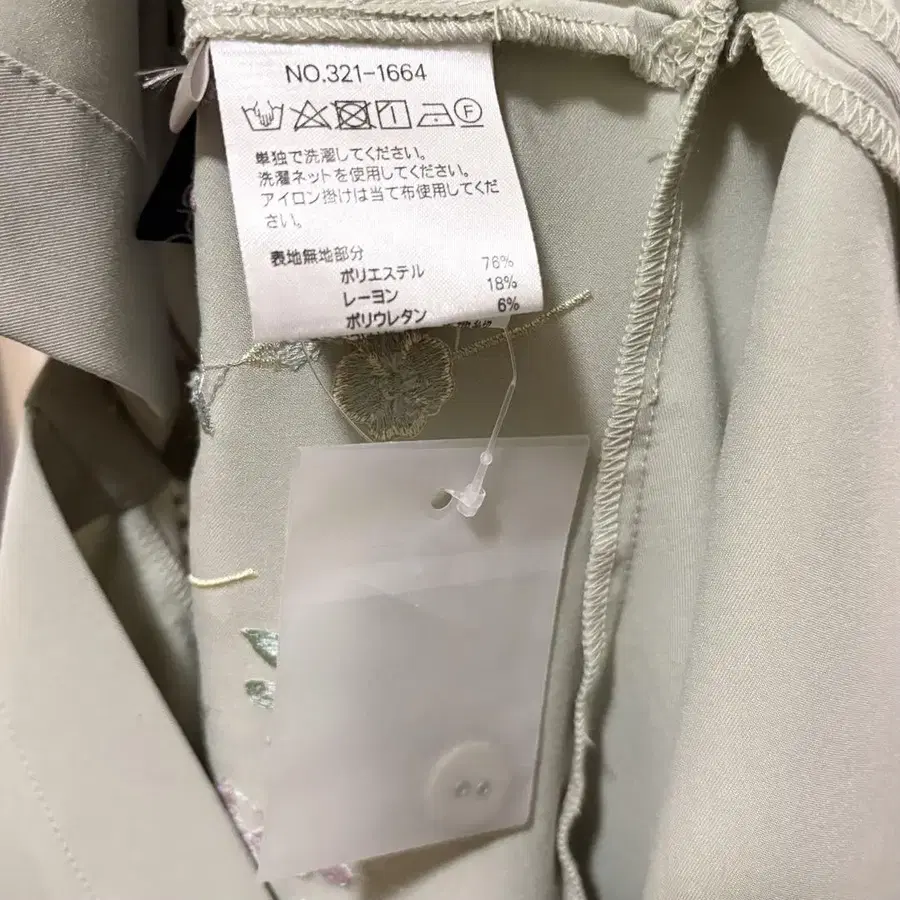 NO.321-1664
F
単独で洗濯してください。
洗濯ネットを使用してください。
アイロン掛けは当て布使用してくだ
さい。
表地無地部分
ポリエステル 76%
レーヨン 18%
ポリウレタン 6%